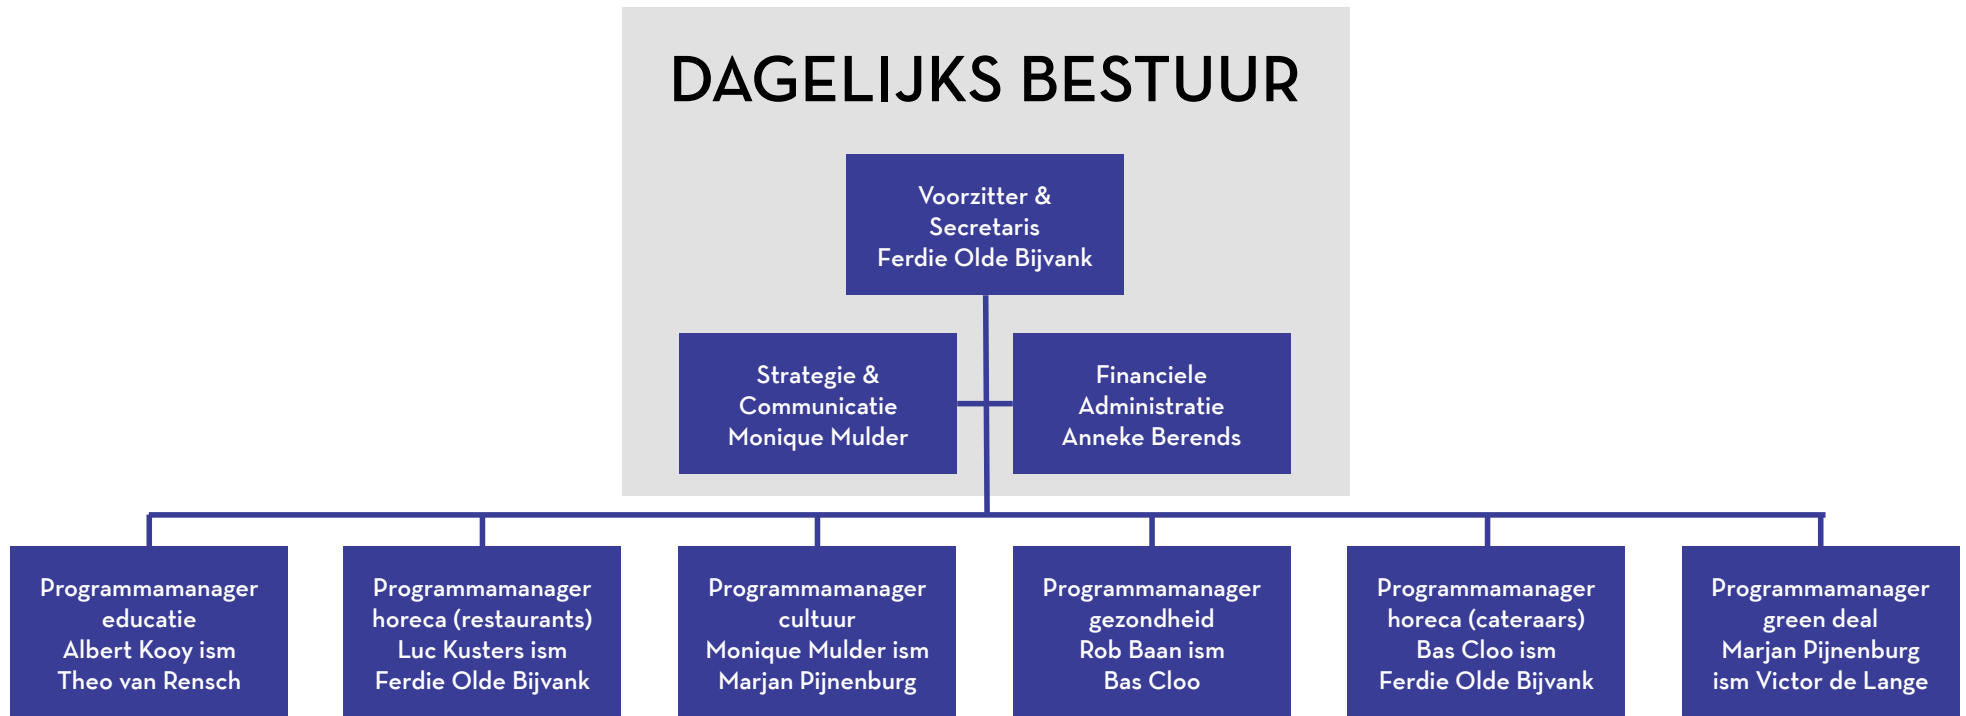 DAGELIJKS BESTUUR
Voorzitter &
Secretaris
Ferdie Olde Bijvank
Strategie &
Communicatie
Monique Mulder
Financiele
Administratie
Anneke Berends
Programmamanager
educatie
Albert Kooy ism
Theo van Rensch
Programmamanager
horeca (restaurants)
Luc Kusters ism
Ferdie Olde Bijvank
Programmamanager
cultuur
Monique Mulder ism
Marjan Pijnenburg
Programmamanager
gezondheid
Rob Baan ism
Bas Cloo
Programmamanager
horeca (cateraars)
Bas Cloo ism
Ferdie Olde Bijvank
Programmamanager
green deal
Marjan Pijnenburg
ism Victor de Lange